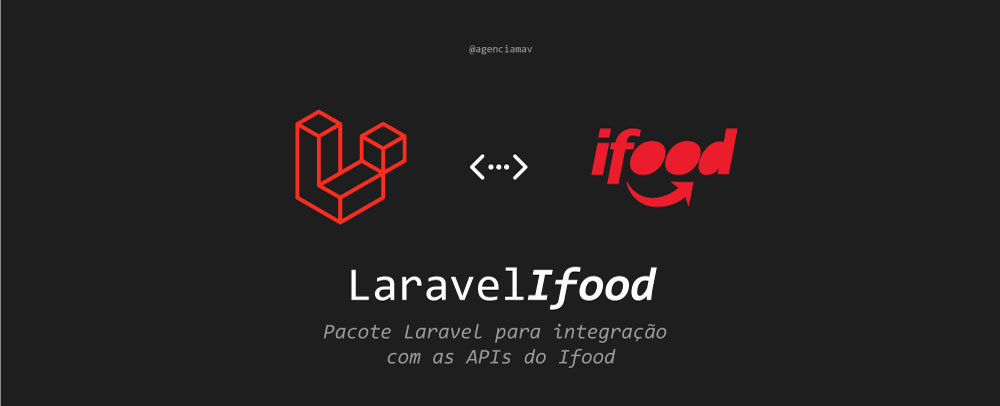 @agenciamav
ifood
LaravelIfood
Pacote Laravel para integração
com as APIs do Ifood